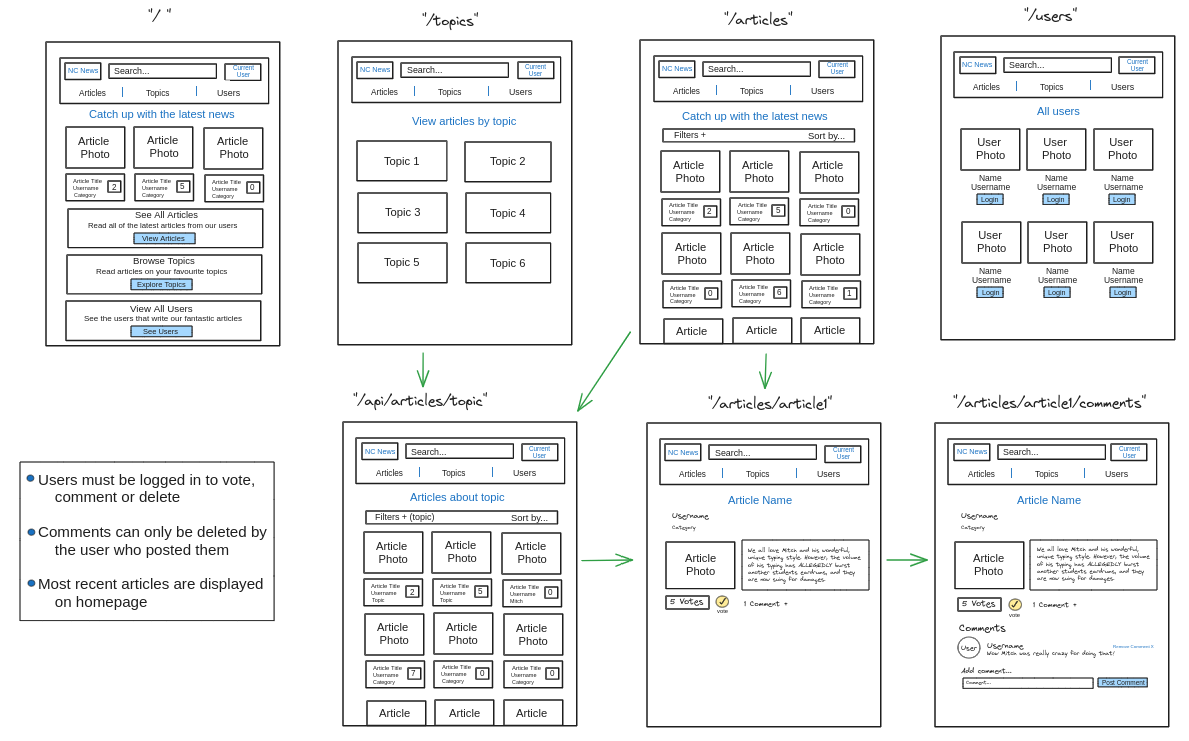 "/ "
NC News
Search...
Current
User
Articles
Topics
Users
Catch up with the latest news
Article
Photo
Article
Photo
Article
Photo
Article Title
Username
Category
2
Article Title
Username
Category
5
Article Title
Username
Category
0
See All Articles
Read all of the latest articles from our users
View Articles
Browse Topics
Read articles on your favourite topics
Explore Topics
View All Users
See the users that write our fantastic articles
See Users
"/topics"
NC News
Search...
Current
User
Articles
Topics
Users
View articles by topic
Topic 1
Topic 2
Topic 3
Topic 4
Topic 5
Topic 6
"/articles"
NC News
Search...
Current
User
Articles
Topics
Users
Catch up with the latest news
Filters +
Sort by...
Article
Photo
Article
Photo
Article
Photo
Article Title
Username
Category
2
Article Title
Username
Category
5
Article Title
Username
Category
0
Article
Photo
Article
Photo
Article
Photo
Article Title
Username
Category
0
Article Title
Username
Category
6
Article Title
Username
Category
1
Article
Article
Article
"/users"
NC News
Search...
Current
User
Articles
Topics
Users
All users
User
Photo
User
Photo
User
Photo
Name
Username
Login
Name
Username
Login
Name
Username
Login
User
Photo
User
Photo
User
Photo
Name
Username
Login
Name
Username
Login
Name
Username
Login
Users must be logged in to vote,
comment or delete
Comments can only be deleted by
the user who posted them
Most recent articles are displayed
on homepage
"/api/articles/topic"
NC News
Search...
Current
User
Articles
Topics
Users
Articles about topic
Filters + (topic)
Sort by...
Article
Photo
Article
Photo
Article
Photo
Article Title
Username
Topic
2
Article Title
Username
Topic
5
Article Title
Username
Mitch
0
Article
Photo
Article
Photo
Article
Photo
Article Title
Username
Category
7
Article Title
Username
Category
0
Article Title
Username
Category
0
Article
Article
Article
"/articles/article1"
NC News
Search...
Current
User
Articles
Topics
Users
Article Name
Username
Category
Article
Photo
We all love Mitch and his wonderful,
unique typing style. However, the volume
of his typing has ALLEGEDLY burst
another students eardrums, and they
are now suing for damages.
5 Votes
vote
1 Comment +
"/articles/article1/comments"
NC News
Search...
Current
User
Articles
Topics
Users
Article Name
Username
Category
Article
Photo
We all love Mitch and his wonderful,
unique typing style. However, the volume
of his typing has ALLEGEDLY burst
another students eardrums, and they
are now suing for damages.
5 Votes
vote
1 Comment +
Comments
User
Username
Remove Comment X
Wow Mitch was really crazy for doing that!
Add comment...
Comment...
Post Comment